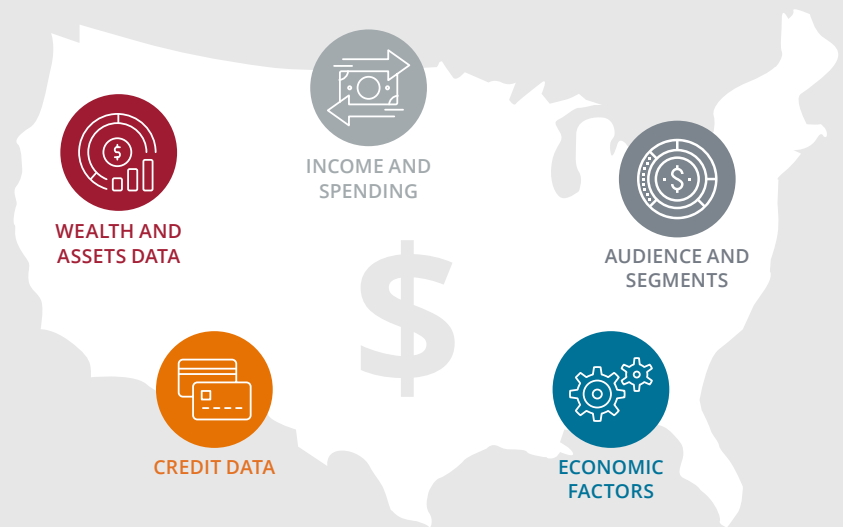 INCOME AND
SPENDING
WEALTH AND
ASSETS DATA
$
AUDIENCE AND
SEGMENTS
$
$
CREDIT DATA
ECONOMIC
FACTORS